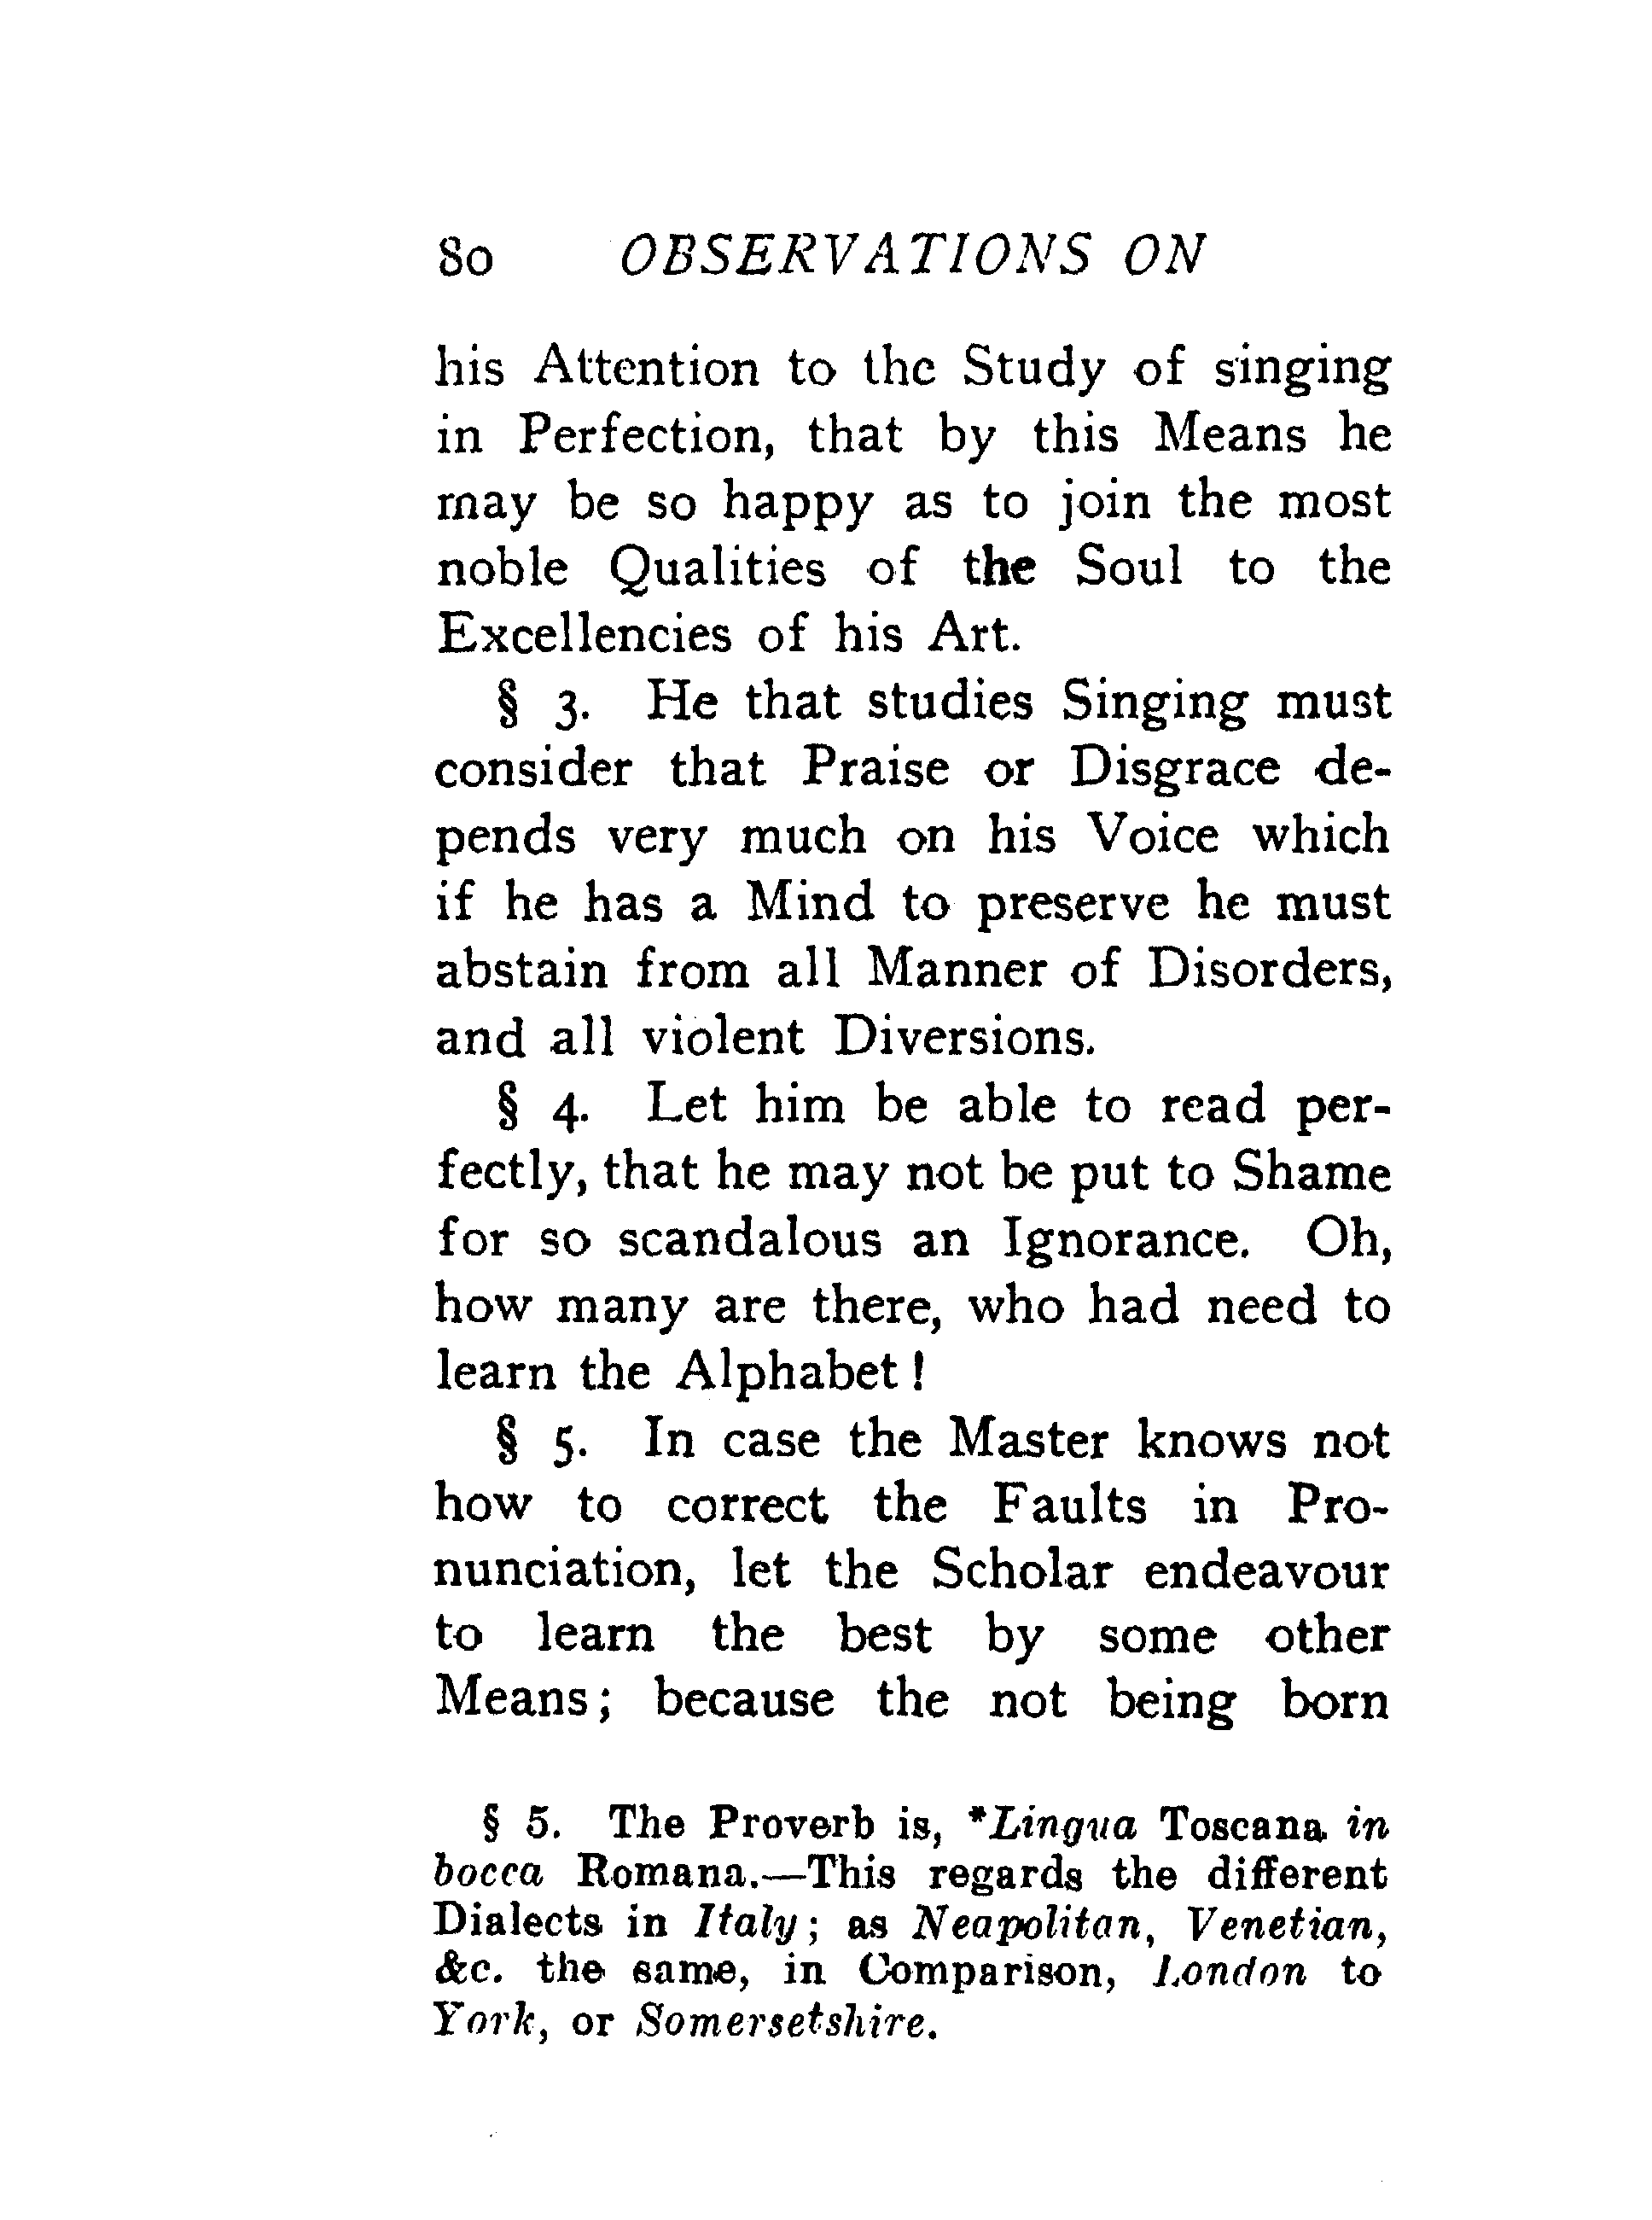 80 OBSERVATIONS ON
his Attention to the Study of singing
in Perfection, that by this Means he
may be so happy as to join the most
noble Qualities of the Soul to the
Excellencies of his Art.
§ 3. He that studies Singing must
consider that Praise or Disgrace de-
pends very much on his Voice which
if he has a Mind to preserve he must
abstain from all Manner of Disorders,
and all violent Diversions.
§ 4. Let him be able to read per-
fectly, that he may not be put to Shame
for so scandalous an Ignorance. Oh,
how many are there, who had need to
learn the Alphabet!
§ 5. In case the Master knows not
how to correct the Faults in Pro-
nunciation, let the Scholar endeavour
to learn the best by some other
Means; because the not being born
§ 5. The Proverb is, *Lingua Toscana in
bocca Romana.—This regards the different
Dialects in Italy; as Neapolitan, Venetian,
&c. the same, in Comparison, London to
York, or Somersetshire.